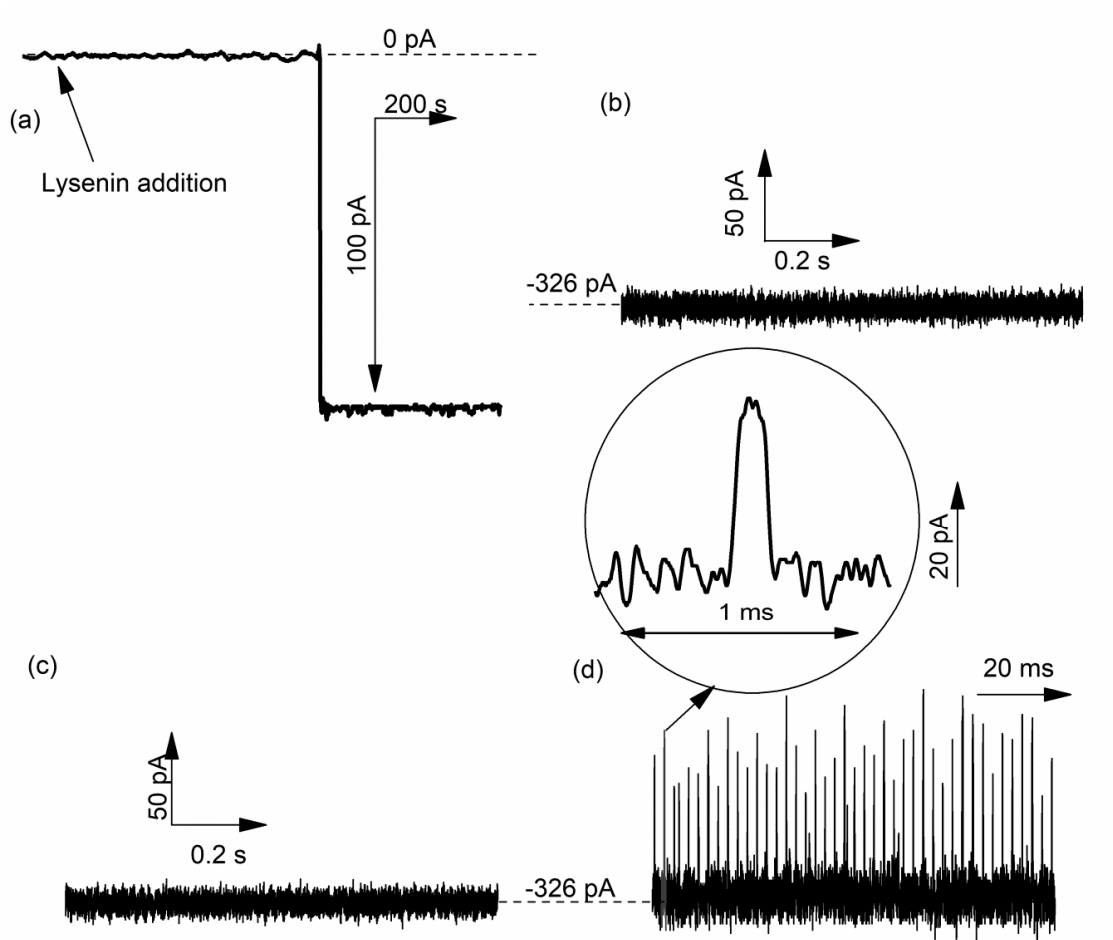 0 pA
200 s
(a)
Lysenin addition
100 pA
(b)
50 pA
0.2 s
-326 pA
20 pA
1 ms
(c)
50 pA
0.2 s
(d)
20 ms
-326 pA